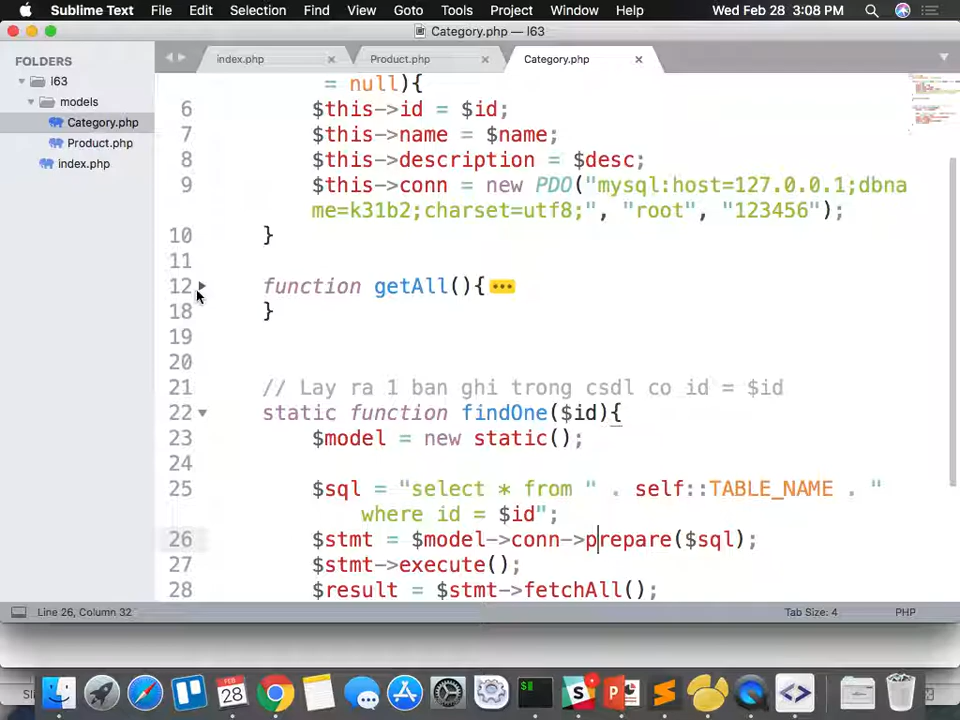 Sublime Text File Edit Selection Find View Goto Tools Project Window Help Wed Feb 28 3:08 PM
Category.php — l63
FOLDERS
l63
models
Category.php
Product.php
index.php
index.php Product.php Category.php
= null){
6 $this->id = $id;
7 $this->name = $name;
8 $this->description = $desc;
9 $this->conn = new PDO("mysql:host=127.0.0.1;dbna
me=k31b2;charset=utf8;", "root", "123456");
10 }
11
12 function getAll(){
18 }
19
20
21 // Lay ra 1 ban ghi trong csdl co id = $id
22 static function findOne($id){
23 $model = new static();
24
25 $sql = "select * from " . self::TABLE_NAME . "
where id = $id";
26 $stmt = $model->conn->prepare($sql);
27 $stmt->execute();
28 $result = $stmt->fetchAll();
Line 26, Column 32 Tab Size: 4 PHP